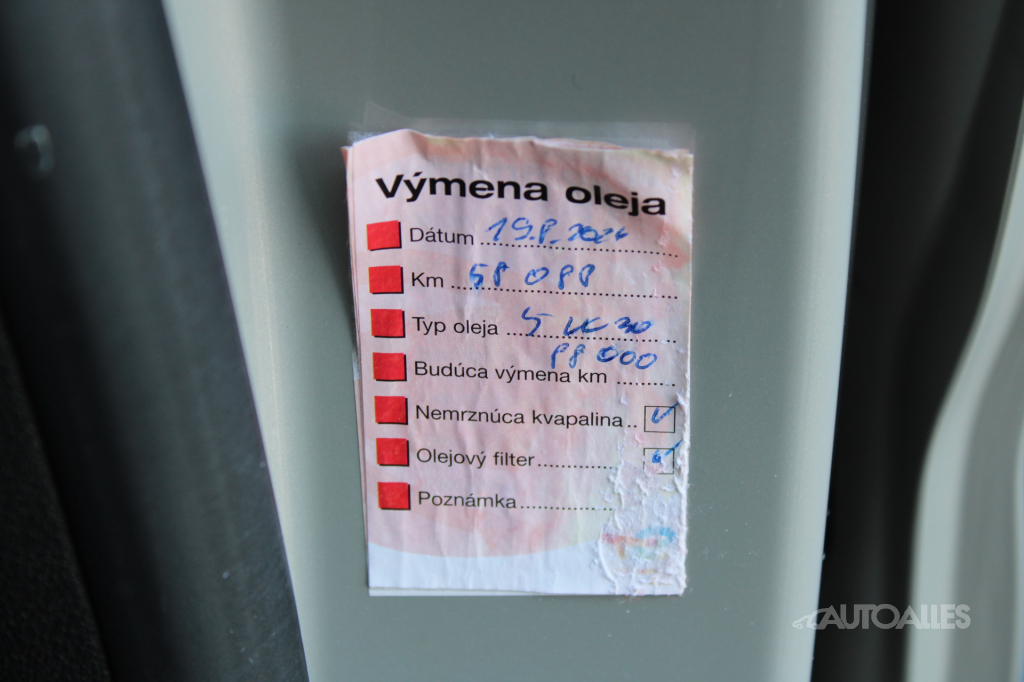 Výmena oleja
Dátum 19.8.2024
Km 58 088
Typ oleja 5W30
88 000
Budúca výmena km
Nemrznúca kvapalina
Olejový filter
Poznámka
AUTOALLES